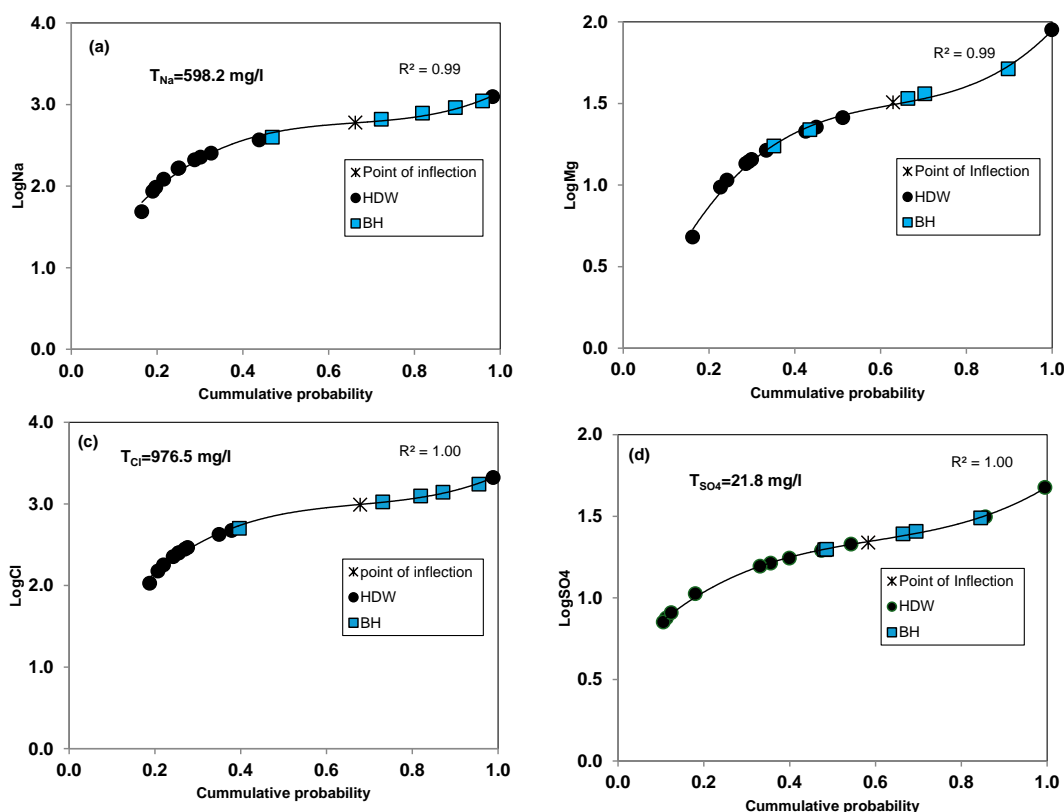 (a)
T_Na=598.2 mg/l
R² = 0.99
LogNa
4.0
3.0
2.0
1.0
0.0
0.0 0.2 0.4 0.6 0.8 1.0
Cummulative probability
Point of inflection
HDW
BH
R² = 0.99
LogMg
2.0
1.5
1.0
0.5
0.0
0.0 0.2 0.4 0.6 0.8 1.0
Cummulative probability
Point of Inflection
HDW
BH
(c)
T_Cl=976.5 mg/l
R² = 1.00
LogCl
4.0
3.0
2.0
1.0
0.0
0.0 0.2 0.4 0.6 0.8 1.0
Cummulative probability
point of inflection
HDW
BH
(d)
T_SO4=21.8 mg/l
R² = 1.00
LogSO4
2.0
1.5
1.0
0.5
0.0
0.0 0.2 0.4 0.6 0.8 1.0
Cummulative probability
Point of Inflection
HDW
BH